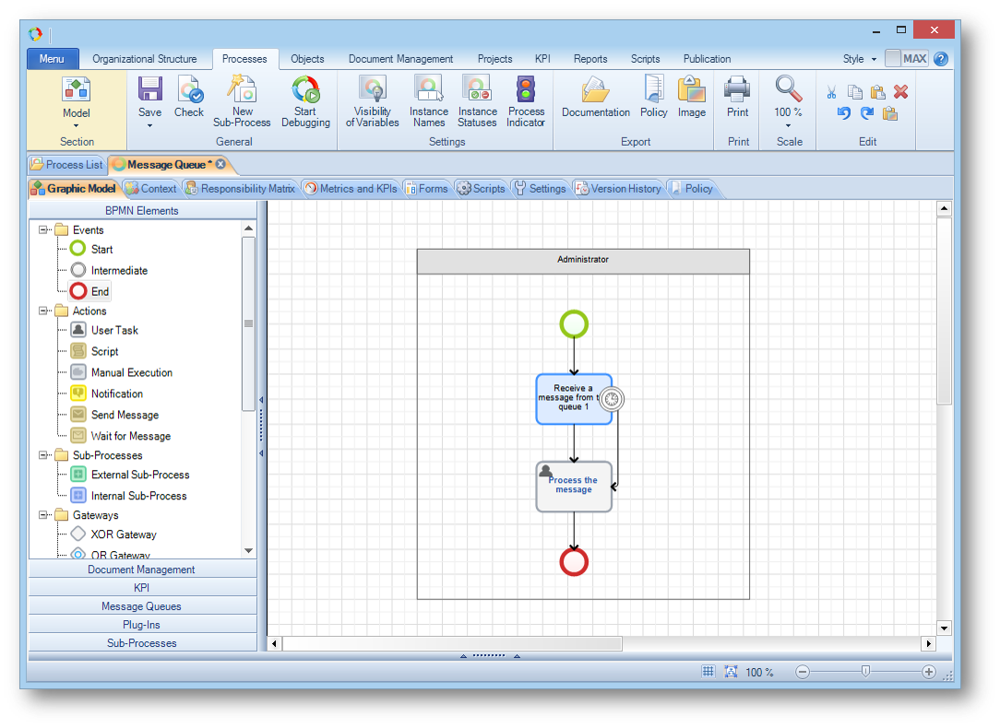 Menu
Organizational Structure
Processes
Objects
Document Management
Projects
KPI
Reports
Scripts
Publication
Style
MAX
Model
Section
Save
Check
New
Sub-Process
Start
Debugging
General
Visibility
of Variables
Instance
Names
Instance
Statuses
Process
Indicator
Settings
Documentation
Policy
Image
Export
Print
Print
100 %
Scale
Edit
Process List
Message Queue *
Graphic Model
Context
Responsibility Matrix
Metrics and KPIs
Forms
Scripts
Settings
Version History
Policy
BPMN Elements
Events
Start
Intermediate
End
Actions
User Task
Script
Manual Execution
Notification
Send Message
Wait for Message
Sub-Processes
External Sub-Process
Internal Sub-Process
Gateways
XOR Gateway
OR Gateway
Document Management
KPI
Message Queues
Plug-Ins
Sub-Processes
Administrator
Receive a
message from t
queue 1
Process the
message
100 %